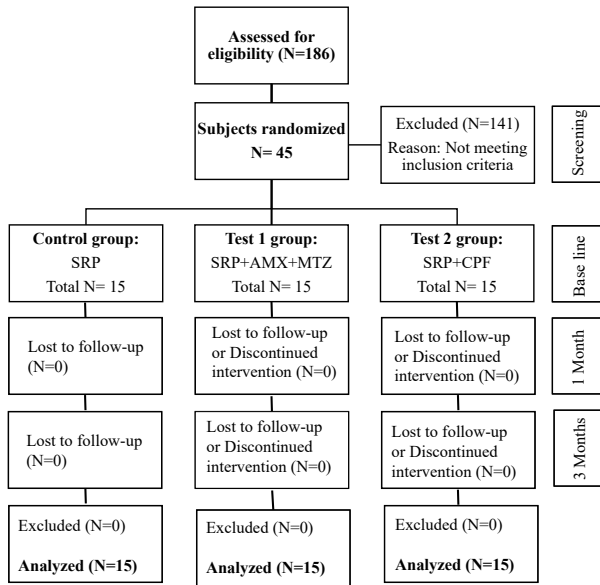 Assessed for
eligibility (N=186)
Subjects randomized
N= 45
Excluded (N=141)
Reason: Not meeting
inclusion criteria
Screening
Control group:
SRP
Total N= 15
Test 1 group:
SRP+AMX+MTZ
Total N= 15
Test 2 group:
SRP+CPF
Total N= 15
Base line
Lost to follow-up
(N=0)
Lost to follow-up
or Discontinued
intervention (N=0)
Lost to follow-up
or Discontinued
intervention (N=0)
1 Month
Lost to follow-up
(N=0)
Lost to follow-up
or Discontinued
intervention (N=0)
Lost to follow-up
or Discontinued
intervention (N=0)
3 Months
Excluded (N=0)
Analyzed (N=15)
Excluded (N=0)
Analyzed (N=15)
Excluded (N=0)
Analyzed (N=15)